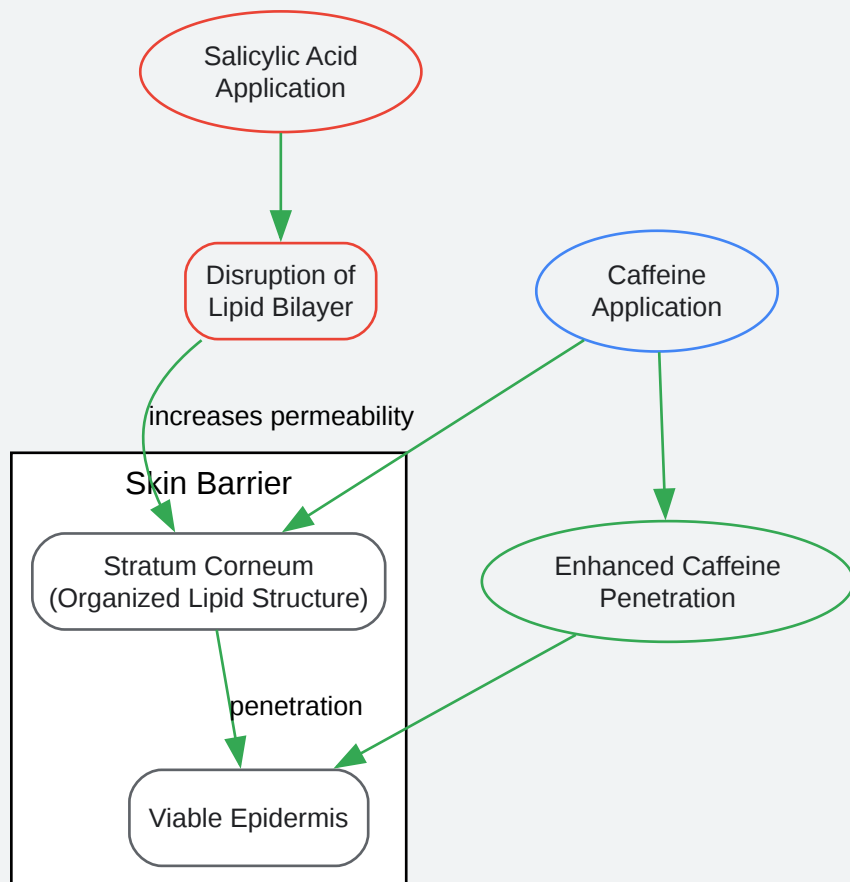 Salicylic Acid
Application
Disruption of
Lipid Bilayer
Caffeine
Application
increases permeability
Skin Barrier
Stratum Corneum
(Organized Lipid Structure)
Enhanced Caffeine
Penetration
penetration
Viable Epidermis